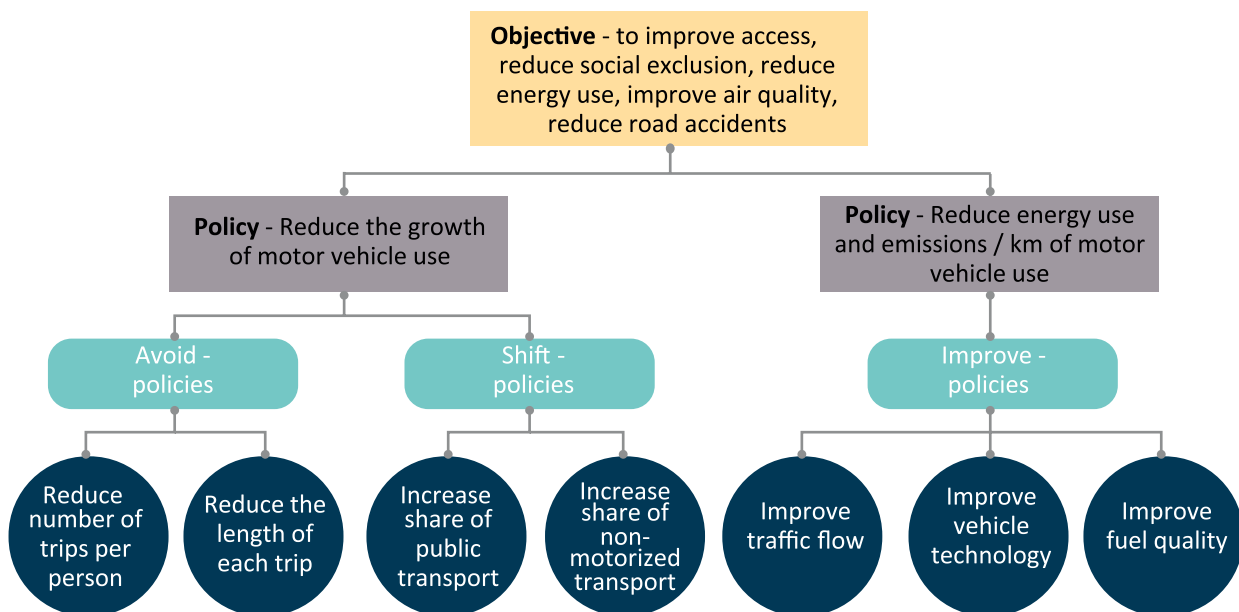 Objective - to improve access,
reduce social exclusion, reduce
energy use, improve air quality,
reduce road accidents
Policy - Reduce the growth
of motor vehicle use
Policy - Reduce energy use
and emissions / km of motor
vehicle use
Avoid -
policies
Shift -
policies
Improve -
policies
Reduce
number of
trips per
person
Reduce the
length of
each trip
Increase
share of
public
transport
Increase
share of
non-
motorized
transport
Improve
traffic flow
Improve
vehicle
technology
Improve
fuel quality